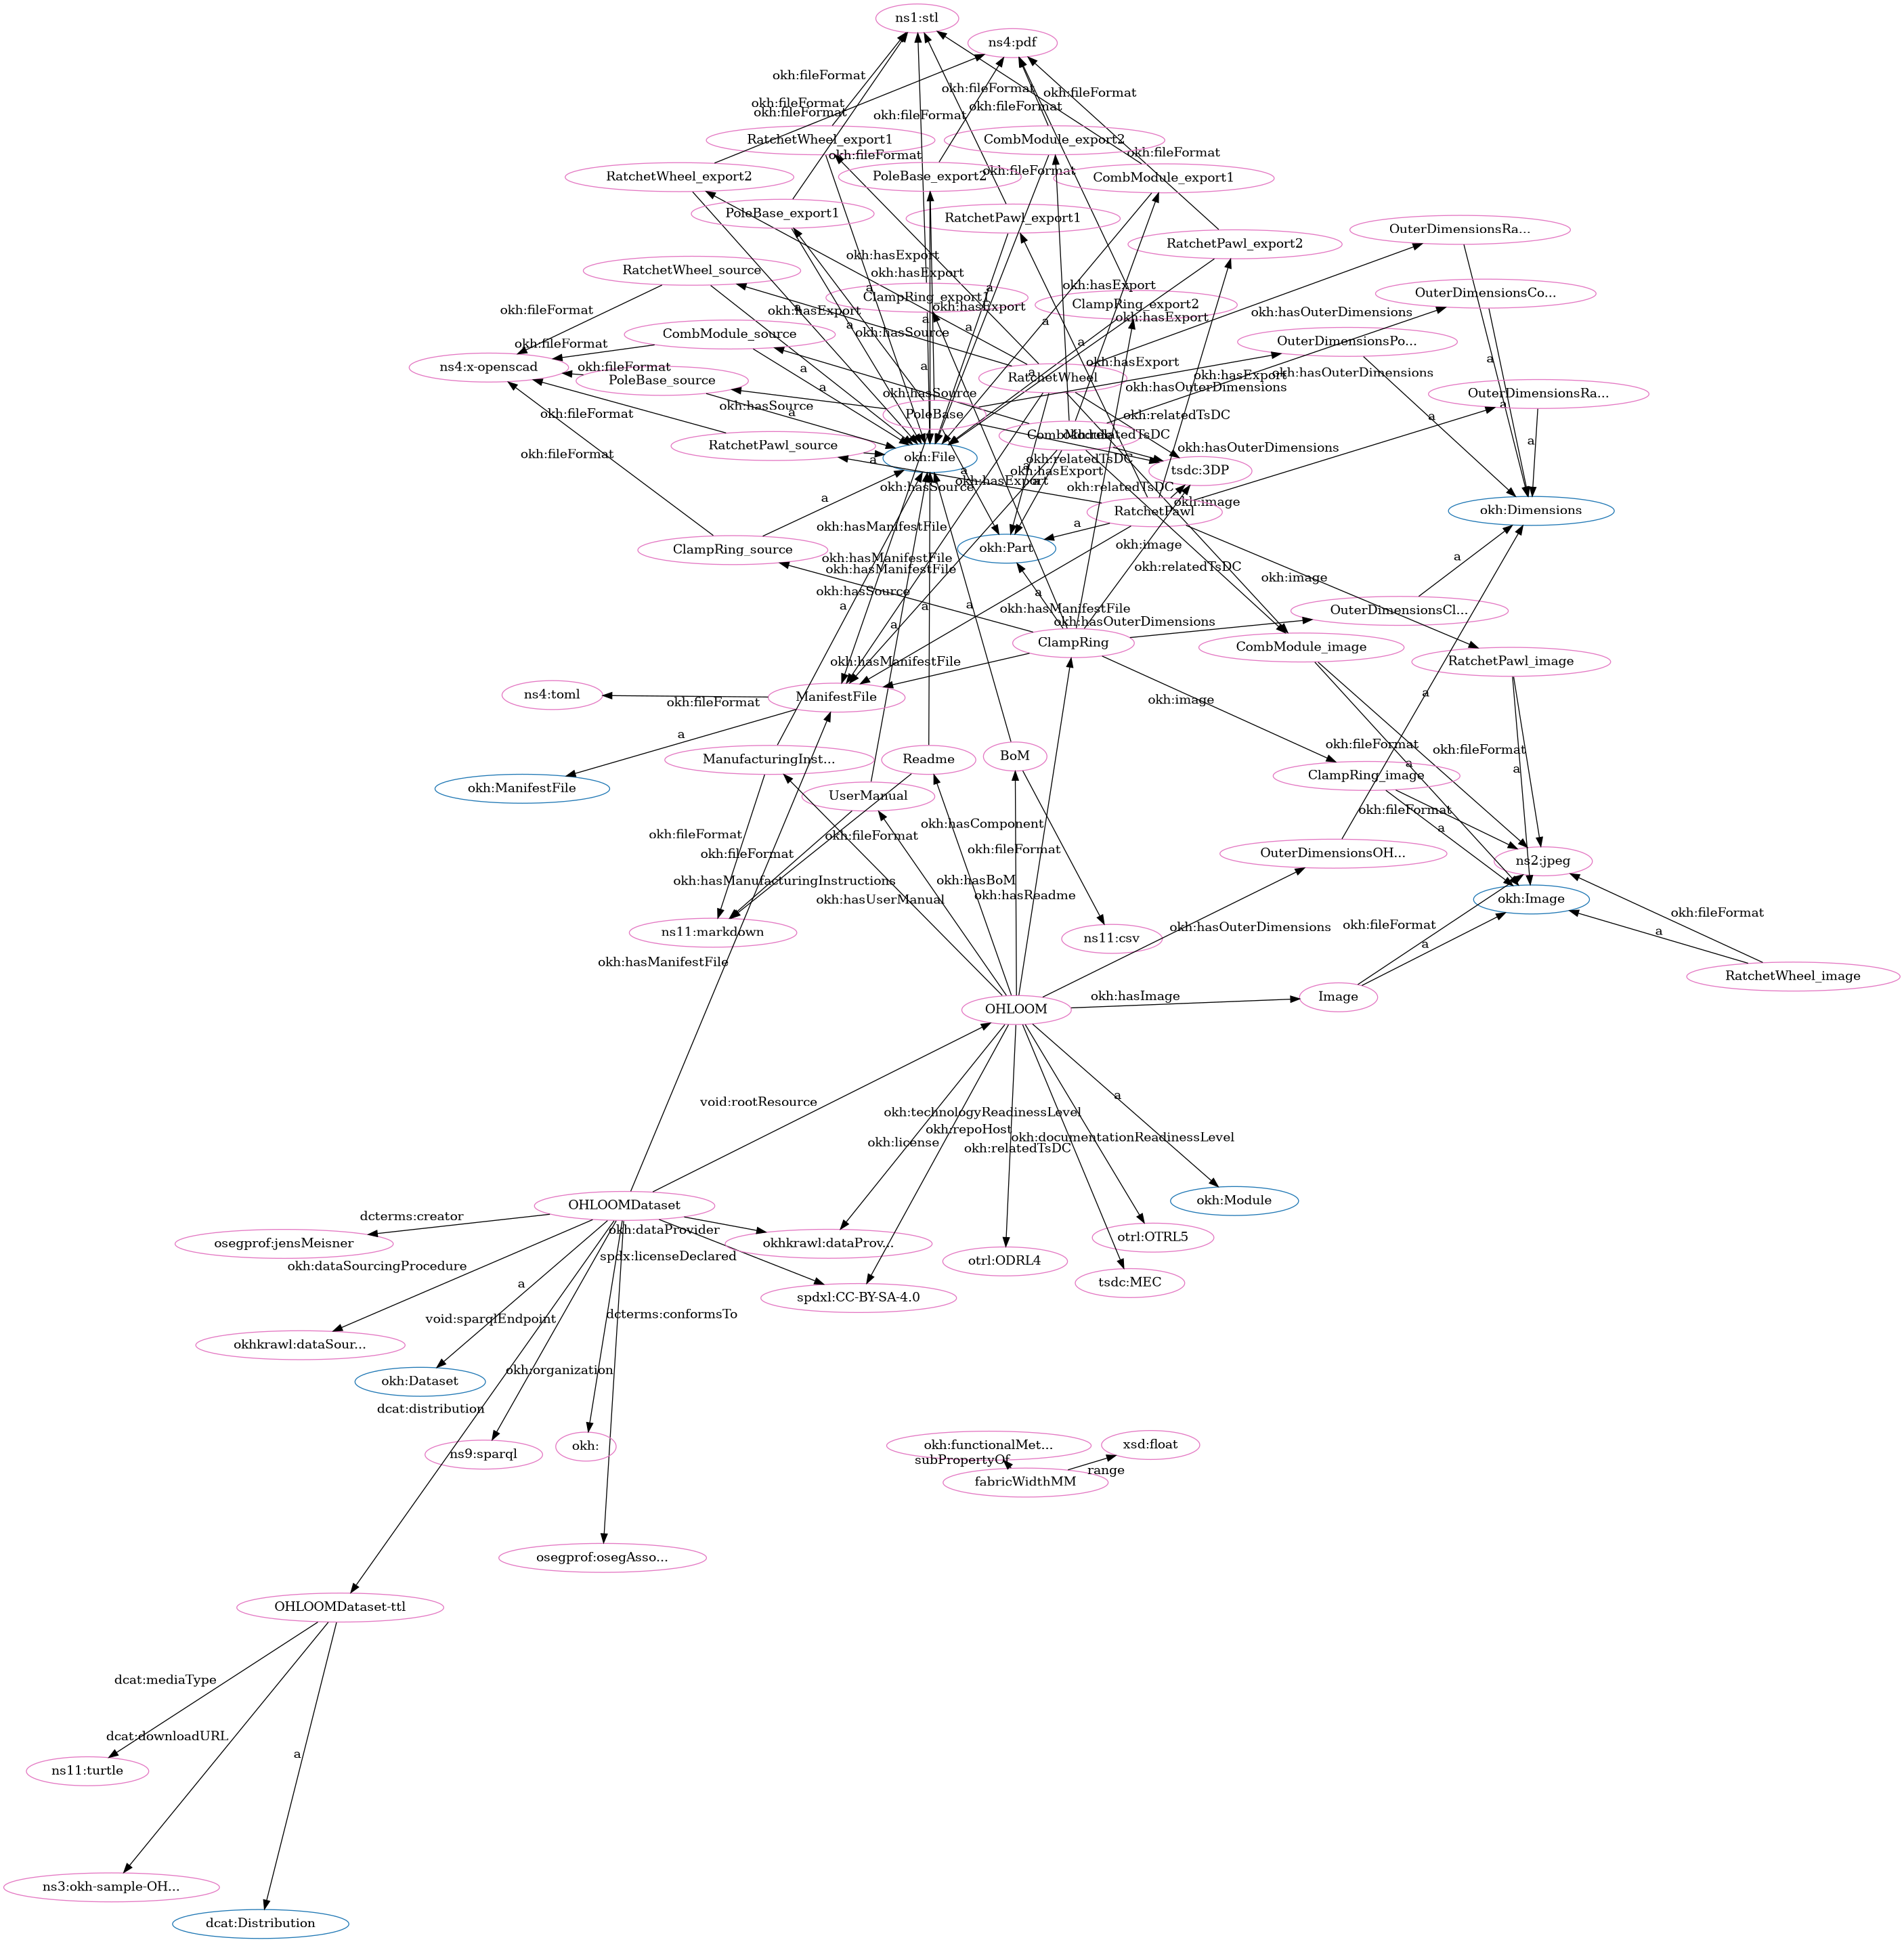 ns1:stl
ns4:pdf
okh:fileFormat
okh:fileFormat
okh:fileFormat
okh:fileFormat
okh:fileFormat
okh:fileFormat
okh:fileFormat
RatchetWheel_export1
CombModule_export2
okh:fileFormat
okh:fileFormat
okh:fileFormat
RatchetWheel_export2
PoleBase_export2
CombModule_export1
PoleBase_export1
RatchetPawl_export1
OuterDimensionsRa...
RatchetPawl_export2
okh:hasExport
RatchetWheel_source
okh:hasExport
okh:hasExport
a
a
ClampRing_export1
OuterDimensionsCo...
okh:hasExport
ClampRing_export2
a
okh:fileFormat
okh:hasExport
okh:hasExport
okh:hasOuterDimensions
a
a
a
a
a
CombModule_source
okh:hasSource
OuterDimensionsPo...
okh:fileFormat
a
a
okh:hasExport
ns4:x-openscad
okh:fileFormat
a
a
a
okh:hasOuterDimensions
PoleBase_source
RatchetWheel
okh:hasExport
a
okh:hasOuterDimensions
OuterDimensionsRa...
okh:hasSource
okh:hasSource
a
okh:fileFormat
a
PoleBase
okh:relatedTsDC
a
CombModule
okh:relatedTsDC
RatchetPawl_source
okh:hasOuterDimensions
a
okh:fileFormat
a
okh:File
okh:relatedTsDC
a
a
tsdc:3DP
okh:hasExport
okh:hasExport
a
okh:hasSource
okh:relatedTsDC
a
okh:image
okh:Dimensions
RatchetPawl
okh:hasManifestFile
a
ClampRing_source
okh:Part
okh:image
okh:hasManifestFile
a
okh:hasManifestFile
okh:relatedTsDC
okh:image
okh:hasSource
a
a
a
a
okh:hasManifestFile
OuterDimensionsCl...
okh:hasOuterDimensions
a
ClampRing
CombModule_image
okh:hasManifestFile
RatchetPawl_image
ns4:toml
ManifestFile
a
okh:fileFormat
okh:image
a
okh:fileFormat
okh:fileFormat
ManufacturingInst...
Readme
BoM
a
a
ClampRing_image
okh:ManifestFile
UserManual
okh:fileFormat
okh:hasComponent
a
okh:fileFormat
okh:fileFormat
okh:fileFormat
okh:fileFormat
OuterDimensionsOH...
ns2:jpeg
okh:hasManufacturingInstructions
okh:hasBoM
okh:hasReadme
okh:hasUserManual
okh:Image
okh:fileFormat
okh:fileFormat
okh:hasOuterDimensions
ns11:markdown
a
ns11:csv
a
okh:hasManifestFile
RatchetWheel_image
okh:hasImage
Image
OHLOOM
a
void:rootResource
okh:technologyReadinessLevel
okh:repoHost
okh:documentationReadinessLevel
okh:license
okh:relatedTsDC
okh:Module
OHLOOMDataset
dcterms:creator
okh:dataProvider
otrl:OTRL5
osegprof:jensMeisner
okhkrawl:dataProv...
spdx:licenseDeclared
otrl:ODRL4
okh:dataSourcingProcedure
a
tsdc:MEC
spdxl:CC-BY-SA-4.0
dcterms:conformsTo
void:sparqlEndpoint
okhkrawl:dataSour...
okh:organization
okh:Dataset
dcat:distribution
okh:functionalMet...
xsd:float
okh:
ns9:sparql
subPropertyOf
range
fabricWidthMM
osegprof:osegAsso...
OHLOOMDataset-ttl
dcat:mediaType
dcat:downloadURL
a
ns11:turtle
ns3:okh-sample-OH...
dcat:Distribution